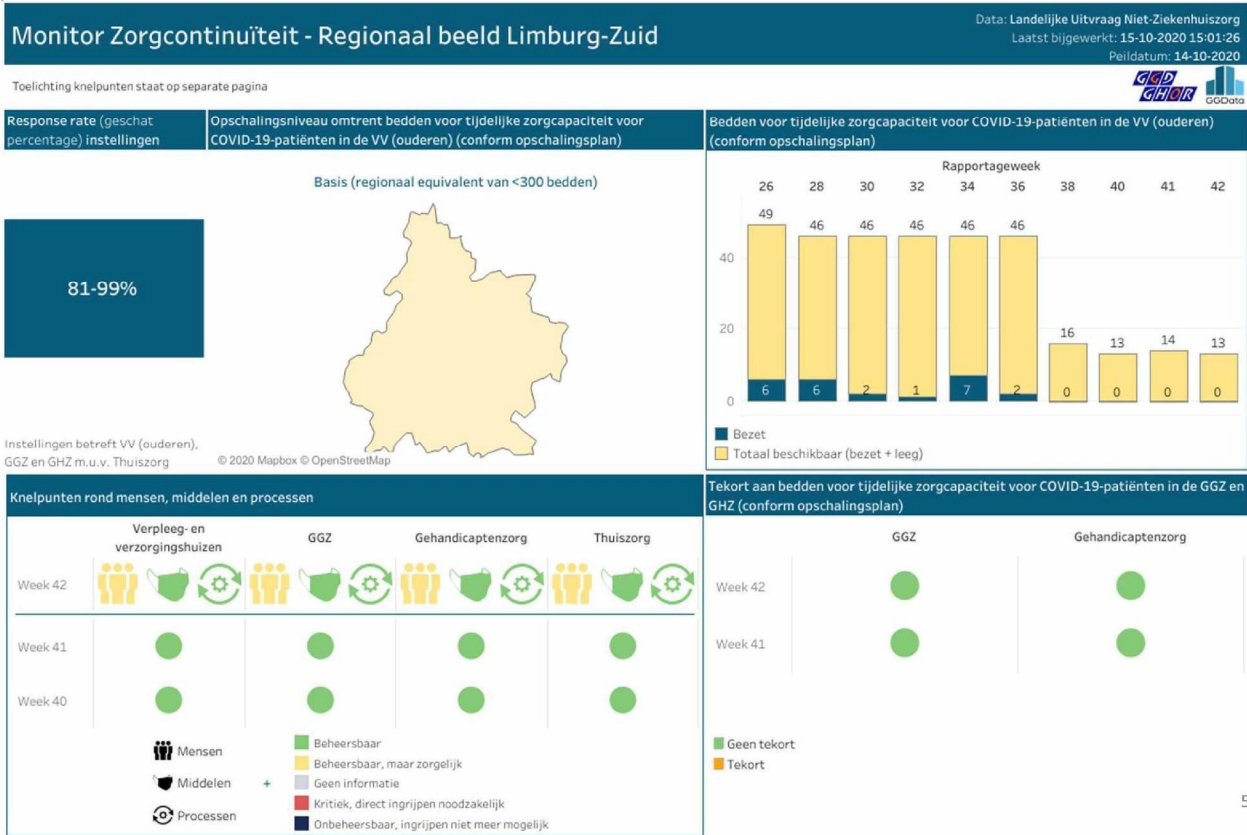 Monitor Zorgcontinuïteit - Regionaal beeld Limburg-Zuid
Data: Landelijke Uitvraag Niet-Ziekenhuiszorg
Laatst bijgewerkt: 15-10-2020 15:01:26
Peildatum: 14-10-2020
Toelichting knelpunten staat op separate pagina
GGD
GHOR
GGData
Response rate (geschat
percentage) instellingen
81-99%
Instellingen betreft VV (ouderen),
GGZ en GHZ m.u.v. Thuiszorg
Opschalingsniveau omtrent bedden voor tijdelijke zorgcapaciteit voor
COVID-19-patiënten in de VV (ouderen) (conform opschalingsplan)
Basis (regionaal equivalent van <300 bedden)
© 2020 Mapbox © OpenStreetMap
Bedden voor tijdelijke zorgcapaciteit voor COVID-19-patiënten in de VV (ouderen)
(conform opschalingsplan)
Rapportageweek
26 28 30 32 34 36 38 40 41 42
49 46 46 46 46 46 16 13 14 13
40
20
0
6 6 2 1 7 2 0 0 0 0
Bezet
Totaal beschikbaar (bezet + leeg)
Knelpunten rond mensen, middelen en processen
Verpleeg- en
verzorgingshuizen
GGZ
Gehandicaptenzorg
Thuiszorg
Week 42
Week 41
Week 40
Mensen
Middelen
+
Processen
Beheersbaar
Beheersbaar, maar zorgelijk
Geen informatie
Kritiek, direct ingrijpen noodzakelijk
Onbeheersbaar, ingrijpen niet meer mogelijk
Tekort aan bedden voor tijdelijke zorgcapaciteit voor COVID-19-patiënten in de GGZ en
GHZ (conform opschalingsplan)
GGZ
Gehandicaptenzorg
Week 42
Week 41
Geen tekort
Tekort
5